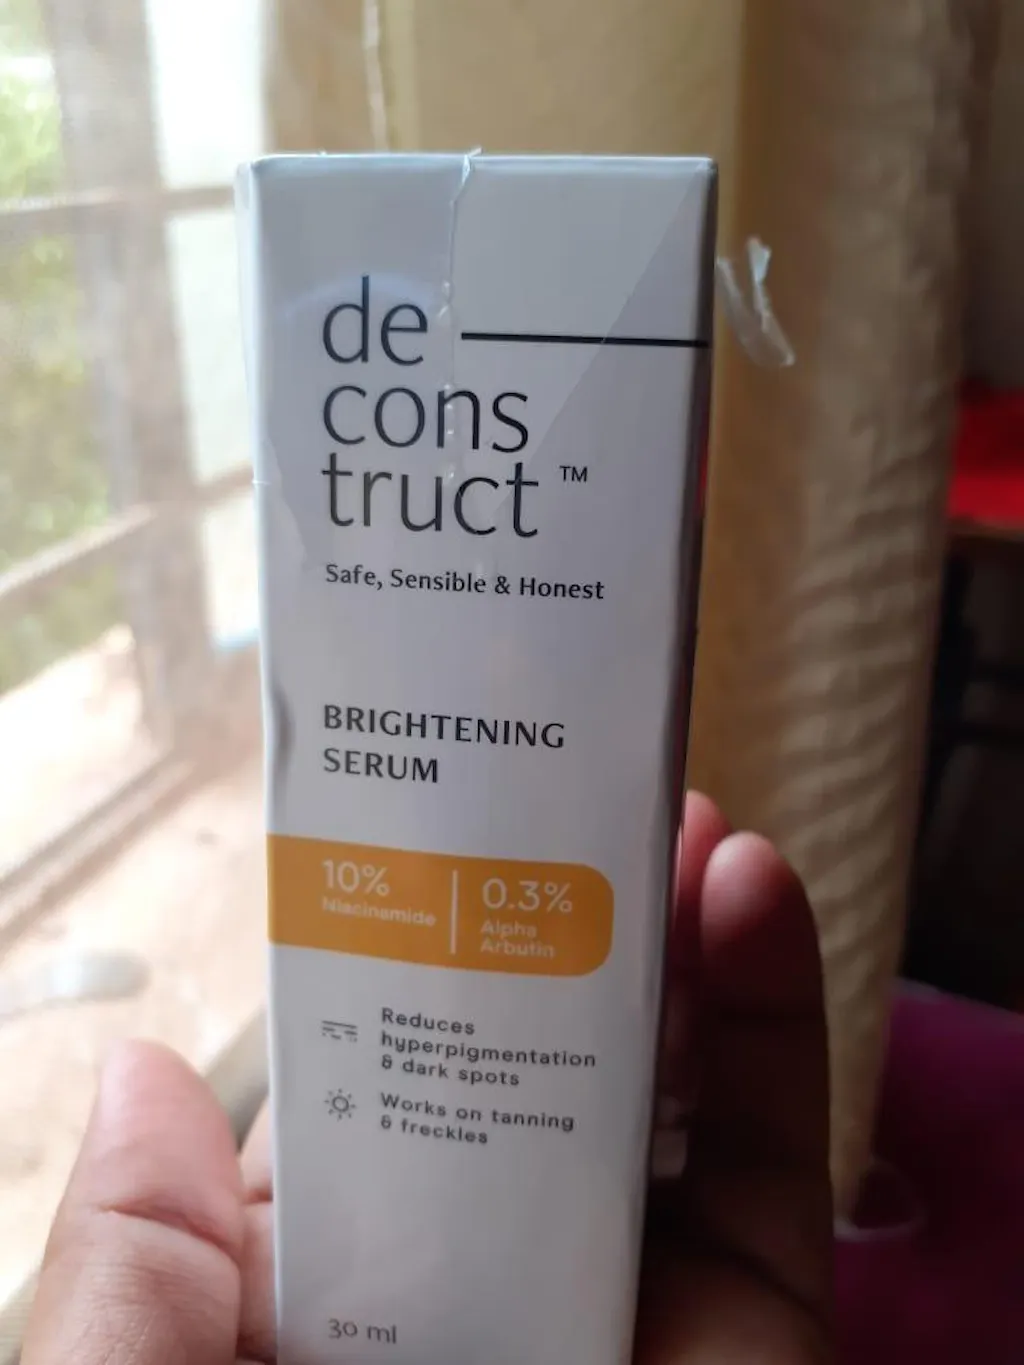 de
cons
truct ™
Safe, Sensible & Honest
BRIGHTENING
SERUM
10%
Niacinamide
0.3%
Alpha
Arbutin
Reduces
hyperpigmentation
& dark spots
Works on tanning
& freckles
30 ml